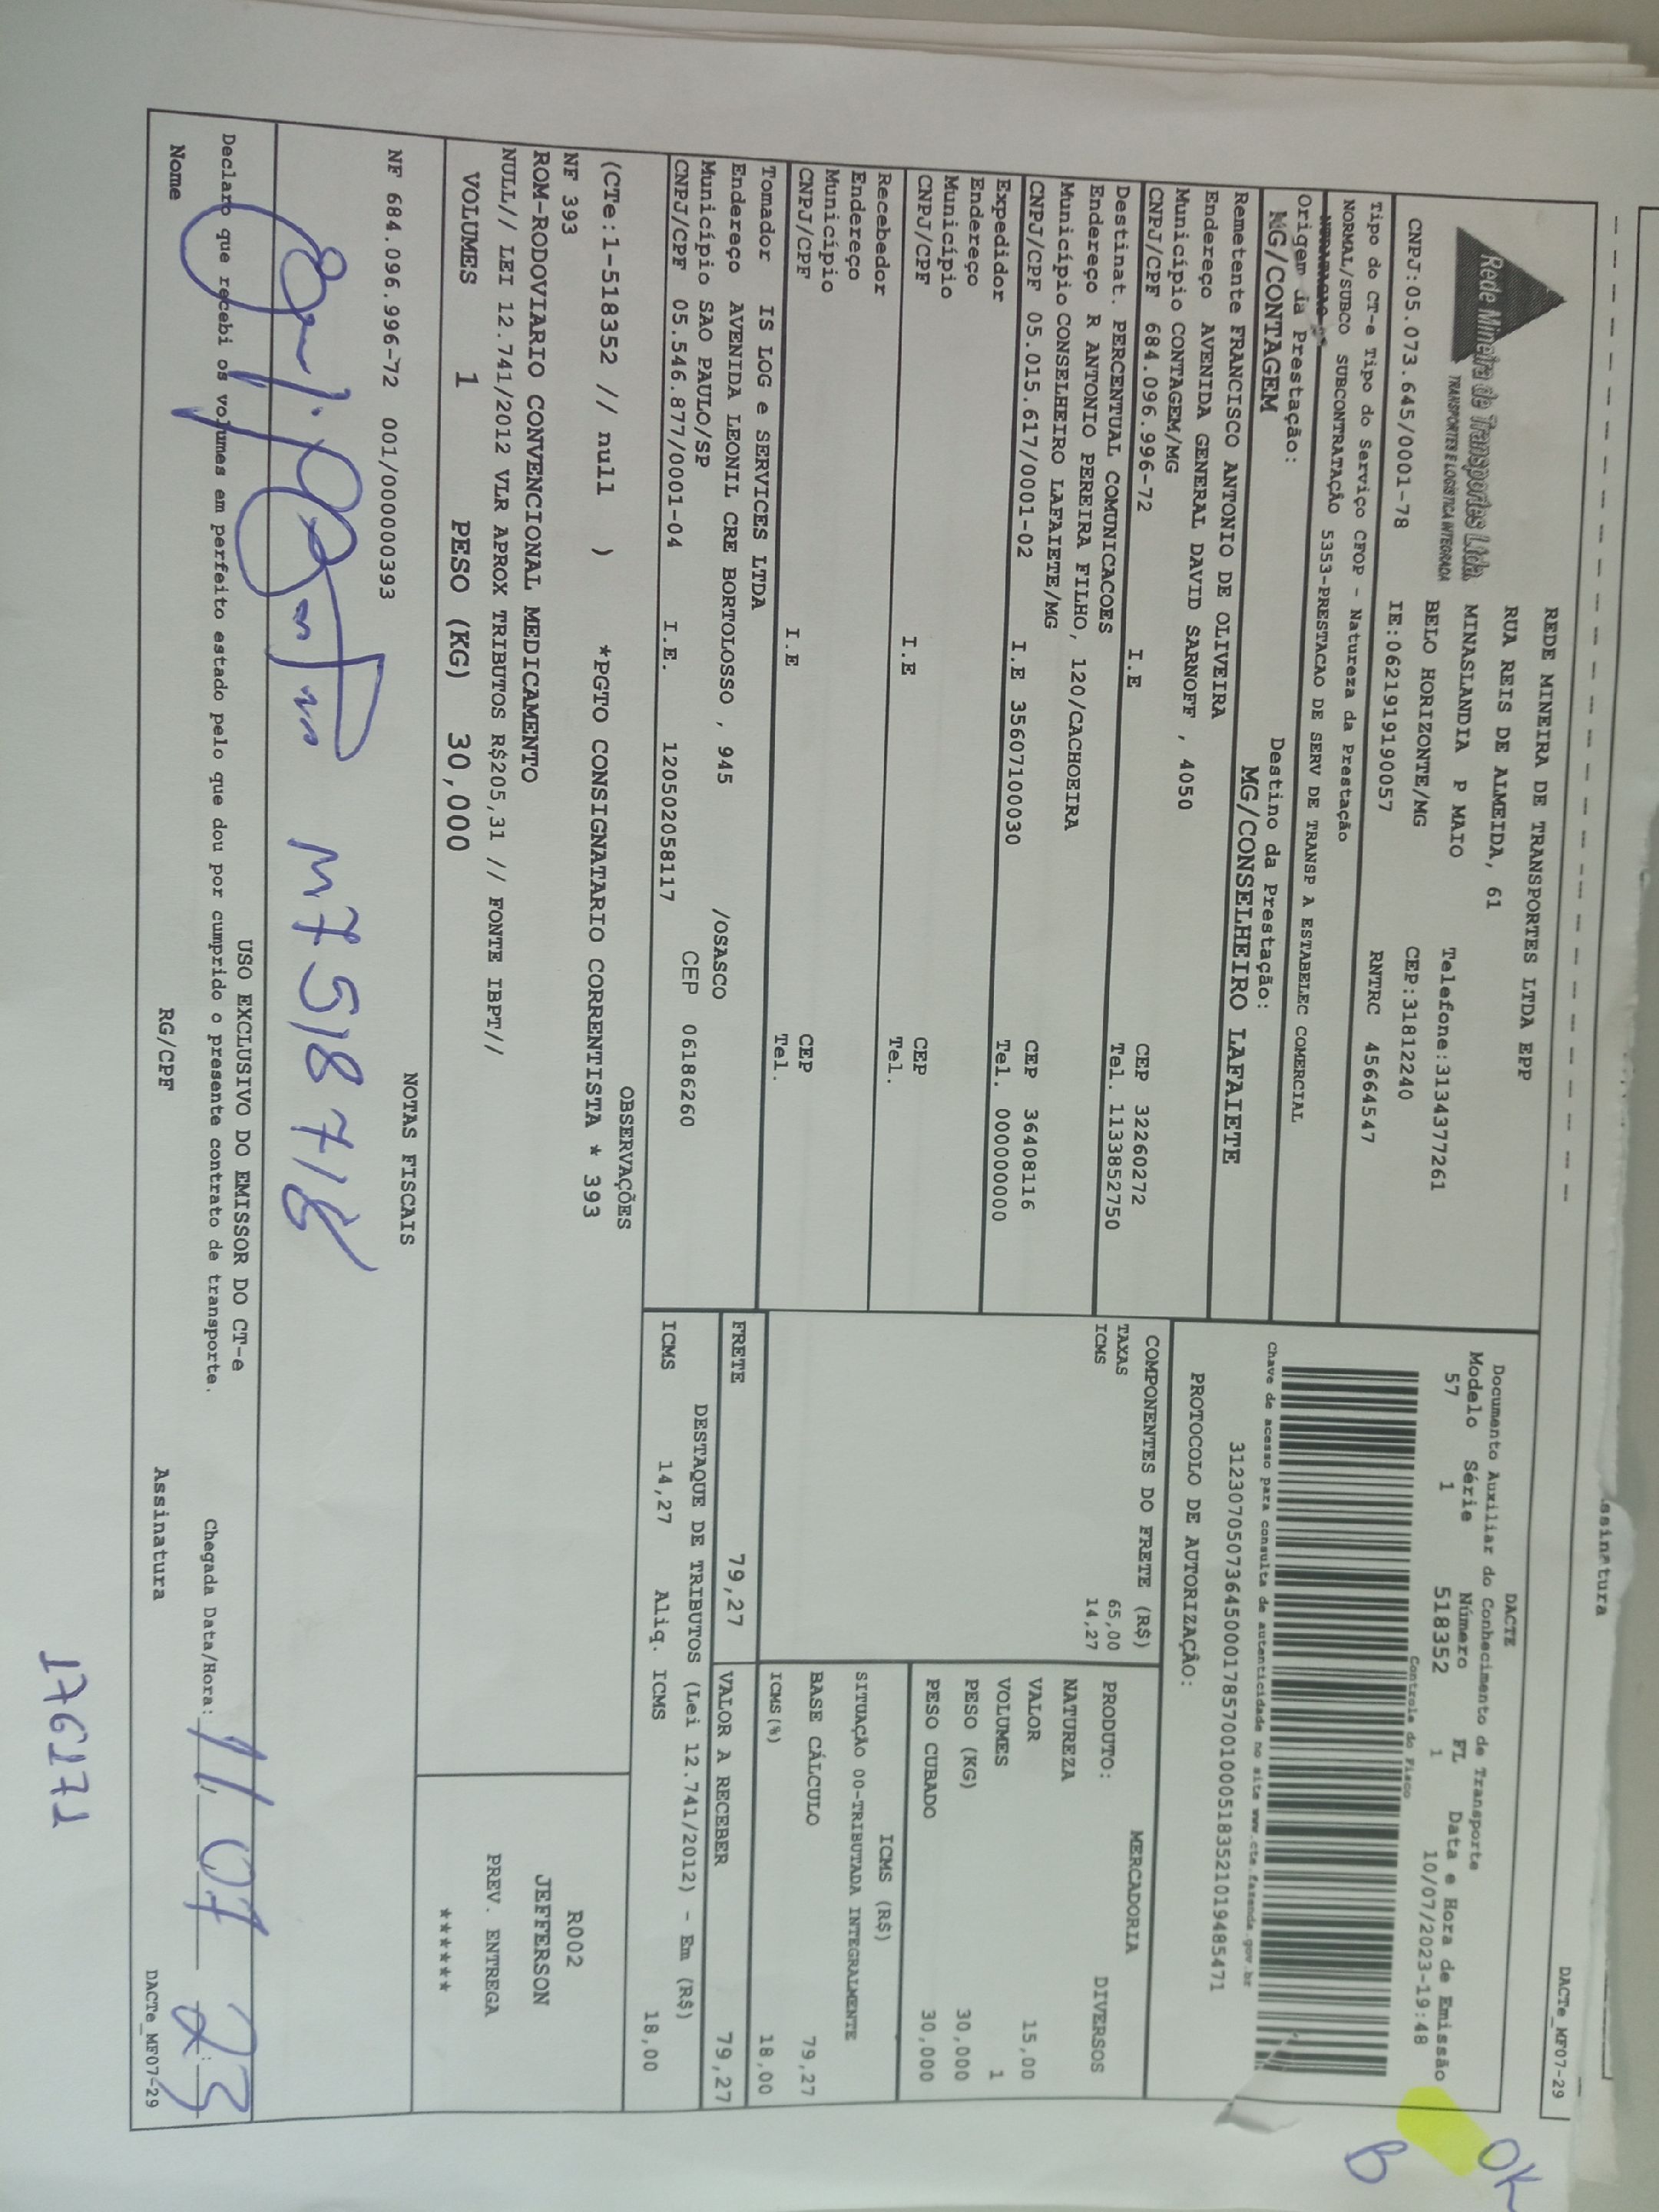 ssinatura
DACTe_MF07-29
OK
B
Rede Mineira de Transportes Ltda
TRANSPORTES E LOGÍSTICA INTEGRADA
REDE MINEIRA DE TRANSPORTES LTDA EPP
RUA REIS DE ALMEIDA, 61
MINASLANDIA P MAIO Telefone:3134377261
BELO HORIZONTE/MG CEP:31812240
CNPJ:05.073.645/0001-78 IE:0621919190057 RNTRC 45664547
DACTE
Documento Auxiliar do Conhecimento de Transporte
Modelo Série Número FL Data e Hora de Emissão
57 1 518352 1 10/07/2023-19:48
Controle do Fisco
Chave de acesso para consulta de autenticidade no site www.cte.fazenda.gov.br
31230705073645000178570010005183521019485471
PROTOCOLO DE AUTORIZAÇÃO:
Tipo do CT-e Tipo do Serviço CFOP - Natureza da Prestação
NORMAL/SUBCO SUBCONTRATAÇÃO 5353-PRESTACAO DE SERV DE TRANSP A ESTABELEC COMERCIAL
Origem da Prestação: Destino da Prestação:
MG/CONTAGEM MG/CONSELHEIRO LAFAIETE
Remetente FRANCISCO ANTONIO DE OLIVEIRA
Endereço AVENIDA GENERAL DAVID SARNOFF , 4050
Município CONTAGEM/MG CEP 32260272
CNPJ/CPF 684.096.996-72 I.E Tel. 1133852750
Destinat. PERCENTUAL COMUNICACOES
Endereço R ANTONIO PEREIRA FILHO, 120/CACHOEIRA
Município CONSELHEIRO LAFAIETE/MG CEP 36408116
CNPJ/CPF 05.015.617/0001-02 I.E 3560710030 Tel. 000000000
Expedidor
Endereço
Município CEP
CNPJ/CPF I.E Tel.
Recebedor
Endereço
Município CEP
CNPJ/CPF I.E Tel.
Tomador IS LOG e SERVICES LTDA
Endereço AVENIDA LEONIL CRE BORTOLOSSO , 945 /OSASCO
Município SAO PAULO/SP CEP 06186260
CNPJ/CPF 05.546.877/0001-04 I.E. 120502058117
COMPONENTES DO FRETE (R$)
TAXAS 65,00
ICMS 14,27
MERCADORIA
PRODUTO: DIVERSOS
NATUREZA
VALOR 15,00
VOLUMES 1
PESO (KG) 30,000
PESO CUBADO 30,000
ICMS (R$)
SITUAÇÃO 00-TRIBUTADA INTEGRALMENTE
BASE CÁLCULO 79,27
ICMS(%) 18,00
FRETE 79,27 VALOR A RECEBER 79,27
DESTAQUE DE TRIBUTOS (Lei 12.741/2012) - Em (R$)
ICMS 14,27 Aliq. ICMS 18,00
OBSERVAÇÕES
(CTe:1-518352 // null ) *PGTO CONSIGNATARIO CORRENTISTA * 393
NF 393
ROM-RODOVIARIO CONVENCIONAL MEDICAMENTO
NULL// LEI 12.741/2012 VLR APROX TRIBUTOS R$205,31 // FONTE IBPT//
VOLUMES 1 PESO (KG) 30,000
R002
JEFFERSON
PREV. ENTREGA
******
NOTAS FISCAIS
NF 684.096.996-72 001/000000393
USO EXCLUSIVO DO EMISSOR DO CT-e
Declaro que recebi os volumes em perfeito estado pelo que dou por cumprido o presente contrato de transporte. Chegada Data/Hora: 11 07 23
Nome RG/CPF Assinatura DACTe_MF07-29
176171